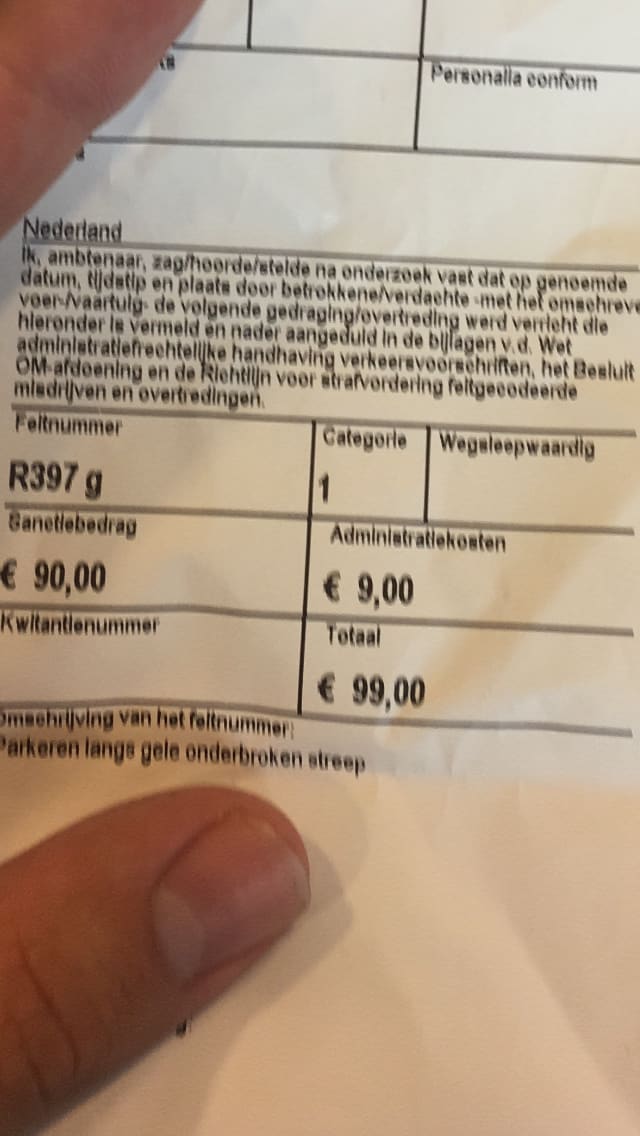 Personalia conform
Nederland
Ik, ambtenaar, zag/hoorde/stelde na onderzoek vast dat op genoemde
datum, tijdstip en plaats door betrokkene/verdachte -met het omschreve
voer-/vaartuig- de volgende gedraging/overtreding werd verricht die
hieronder is vermeld en nader aangeduid in de bijlagen v.d. Wet
administratiefrechtelijke handhaving verkeersvoorschriften, het Besluit
OM-afdoening en de Richtlijn voor strafvordering feitgecodeerde
misdrijven en overtredingen.
Feitnummer Categorie Wegsleepwaardig
R397 g 1
Sanctiebedrag Administratiekosten
€ 90,00 € 9,00
Kwitantienummer Totaal
€ 99,00
Omschrijving van het feitnummer:
Parkeren langs gele onderbroken streep